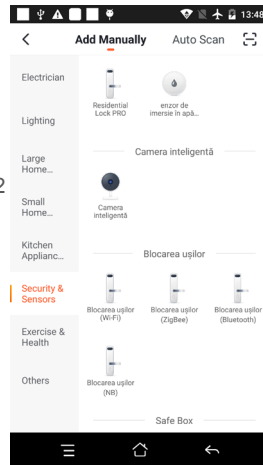 13:48
Add Manually
Auto Scan
Electrician
Lighting
Large
Home...
Small
Home...
Kitchen
Applianc...
Security &
Sensors
Exercise &
Health
Others
Residential
Lock PRO
enzor de
imersie în apă...
Camera inteligentă
Camera
inteligentă
Blocarea ușilor
Blocarea ușilor
(Wi-Fi)
Blocarea ușilor
(ZigBee)
Blocarea ușilor
(Bluetooth)
Blocarea ușilor
(NB)
Safe Box
2